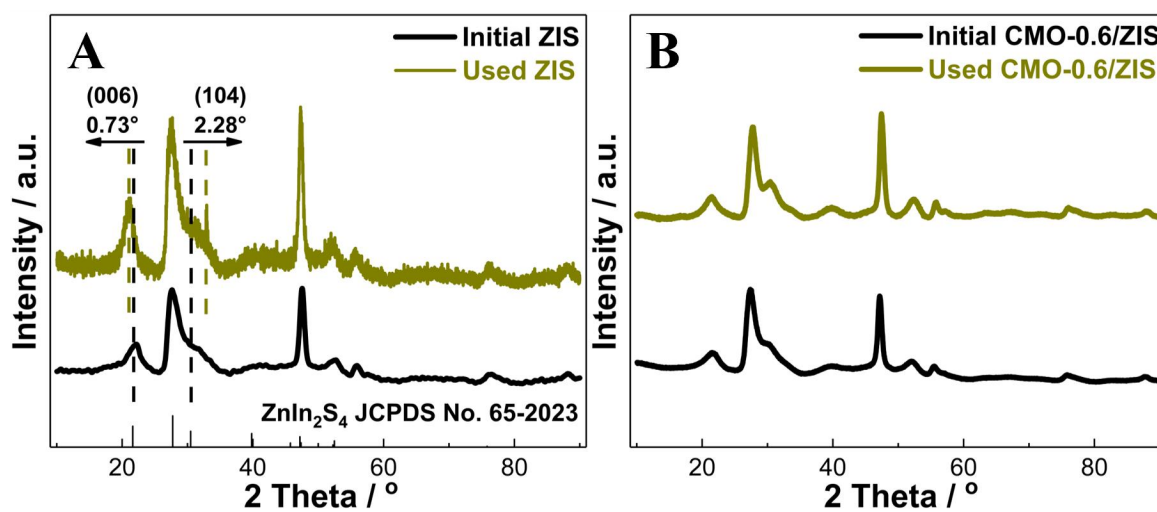 A
Initial ZIS
Used ZIS
(006)
0.73°
(104)
2.28°
ZnIn₂S₄ JCPDS No. 65-2023
Intensity / a.u.
20
40
60
80
2 Theta / °
B
Initial CMO-0.6/ZIS
Used CMO-0.6/ZIS
Intensity / a.u.
20
40
60
80
2 Theta / °